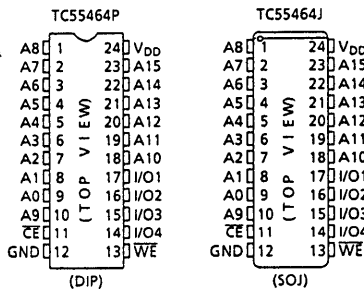 TC55464P TC55464J
A8 1 24 VDD A8 1 24 VDD
A7 2 23 A15 A7 2 23 A15
A6 3 22 A14 A6 3 22 A14
A5 4 21 A13 A5 4 21 A13
A4 5 20 A12 A4 5 20 A12
A3 6 19 A11 A3 6 19 A11
A2 7 18 A10 A2 7 18 A10
A1 8 17 I/O1 A1 8 17 I/O1
A0 9 16 I/O2 A0 9 16 I/O2
A9 10 15 I/O3 A9 10 15 I/O3
C̅E̅ 11 14 I/O4 C̅E̅ 11 14 I/O4
GND 12 13 W̅E̅ GND 12 13 W̅E̅
(TOP VIEW) (TOP VIEW)
(DIP) (SOJ)